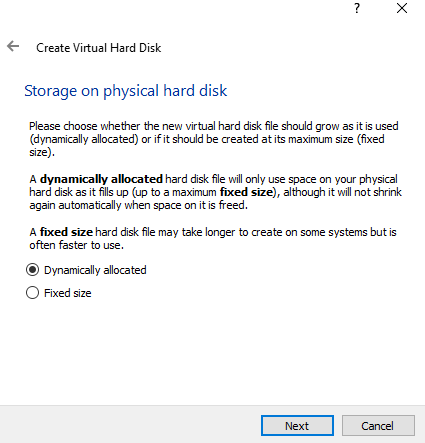 ?
Create Virtual Hard Disk
Storage on physical hard disk
Please choose whether the new virtual hard disk file should grow as it is used
(dynamically allocated) or if it should be created at its maximum size (fixed
size).
A dynamically allocated hard disk file will only use space on your physical
hard disk as it fills up (up to a maximum fixed size), although it will not shrink
again automatically when space on it is freed.
A fixed size hard disk file may take longer to create on some systems but is
often faster to use.
Dynamically allocated
Fixed size
Next
Cancel